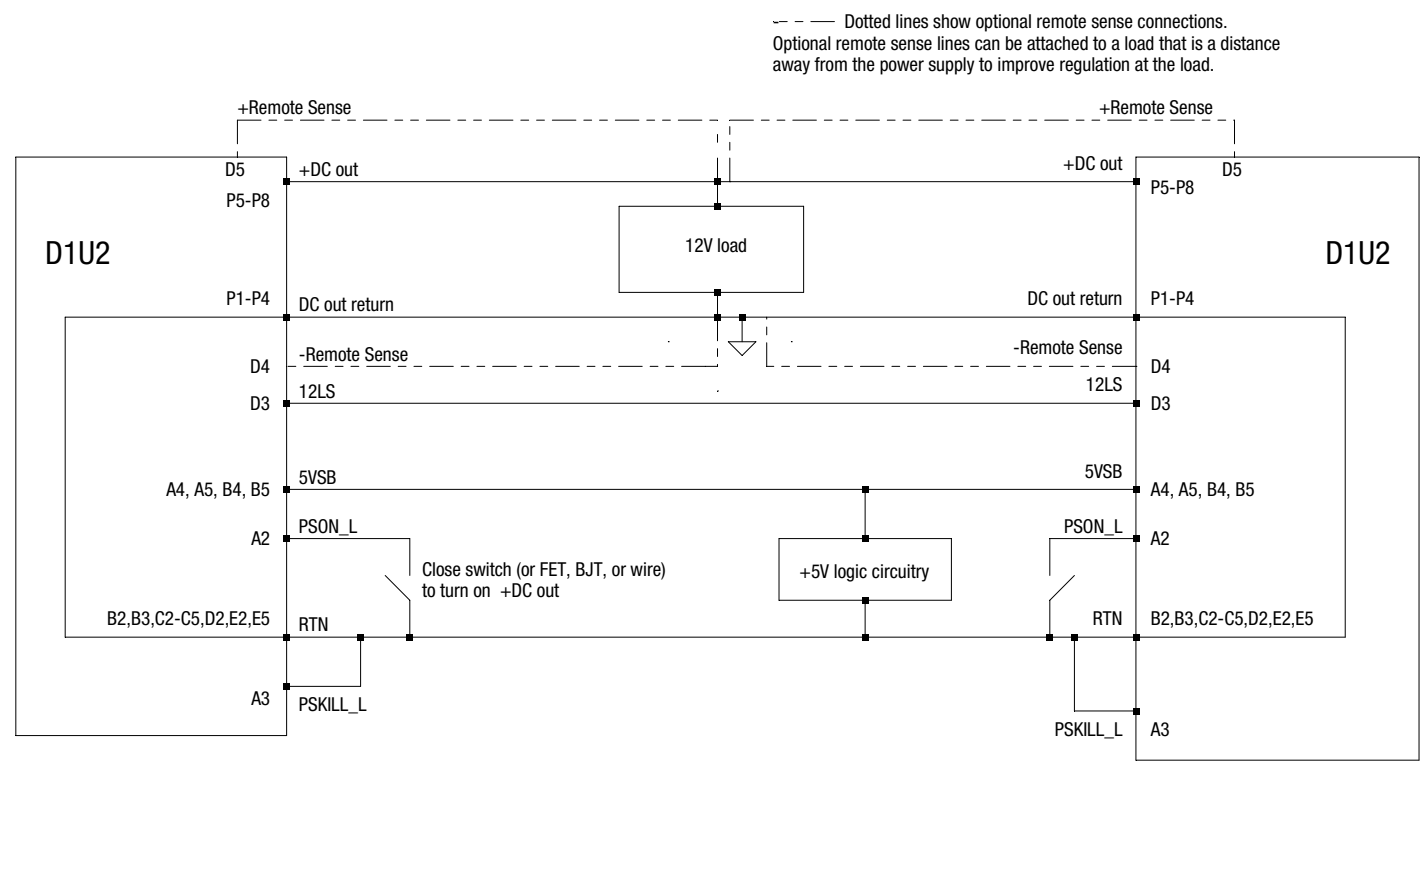 Dotted lines show optional remote sense connections.
Optional remote sense lines can be attached to a load that is a distance
away from the power supply to improve regulation at the load.
+Remote Sense
+Remote Sense
D5
+DC out
+DC out
D5
P5-P8
P5-P8
D1U2
12V load
D1U2
P1-P4
DC out return
DC out return
P1-P4
-Remote Sense
-Remote Sense
D4
D4
12LS
12LS
D3
D3
5VSB
5VSB
A4, A5, B4, B5
A4, A5, B4, B5
PSON_L
PSON_L
A2
A2
Close switch (or FET, BJT, or wire)
to turn on +DC out
+5V logic circuitry
B2,B3,C2-C5,D2,E2,E5
RTN
RTN
B2,B3,C2-C5,D2,E2,E5
A3
PSKILL_L
PSKILL_L
A3